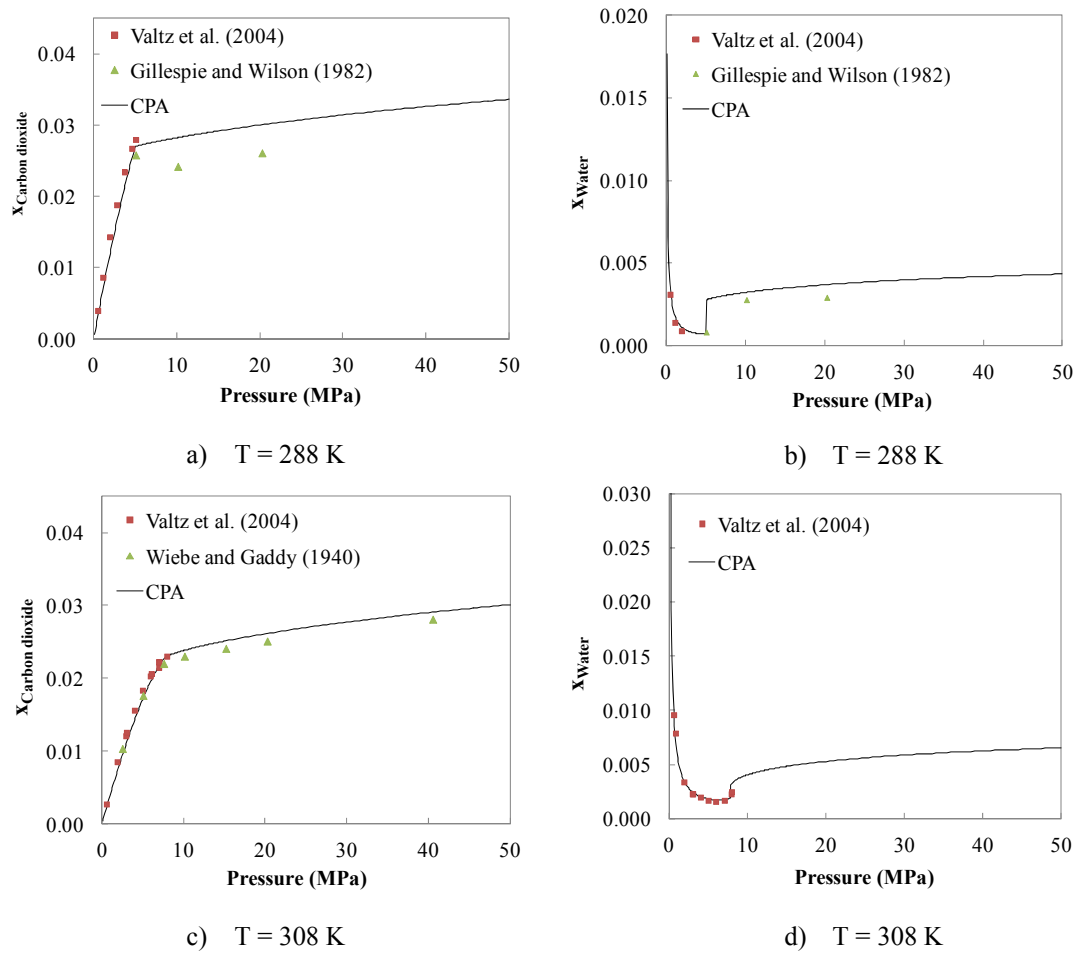 0.04
0.03
0.02
0.01
0.00
x Carbon dioxide
Valtz et al. (2004)
Gillespie and Wilson (1982)
CPA
0 10 20 30 40 50
Pressure (MPa)
a) T = 288 K
0.020
0.015
0.010
0.005
0.000
x Water
Valtz et al. (2004)
Gillespie and Wilson (1982)
CPA
0 10 20 30 40 50
Pressure (MPa)
b) T = 288 K
0.04
0.03
0.02
0.01
0.00
x Carbon dioxide
Valtz et al. (2004)
Wiebe and Gaddy (1940)
CPA
0 10 20 30 40 50
Pressure (MPa)
c) T = 308 K
0.030
0.025
0.020
0.015
0.010
0.005
0.000
x Water
Valtz et al. (2004)
CPA
0 10 20 30 40 50
Pressure (MPa)
d) T = 308 K